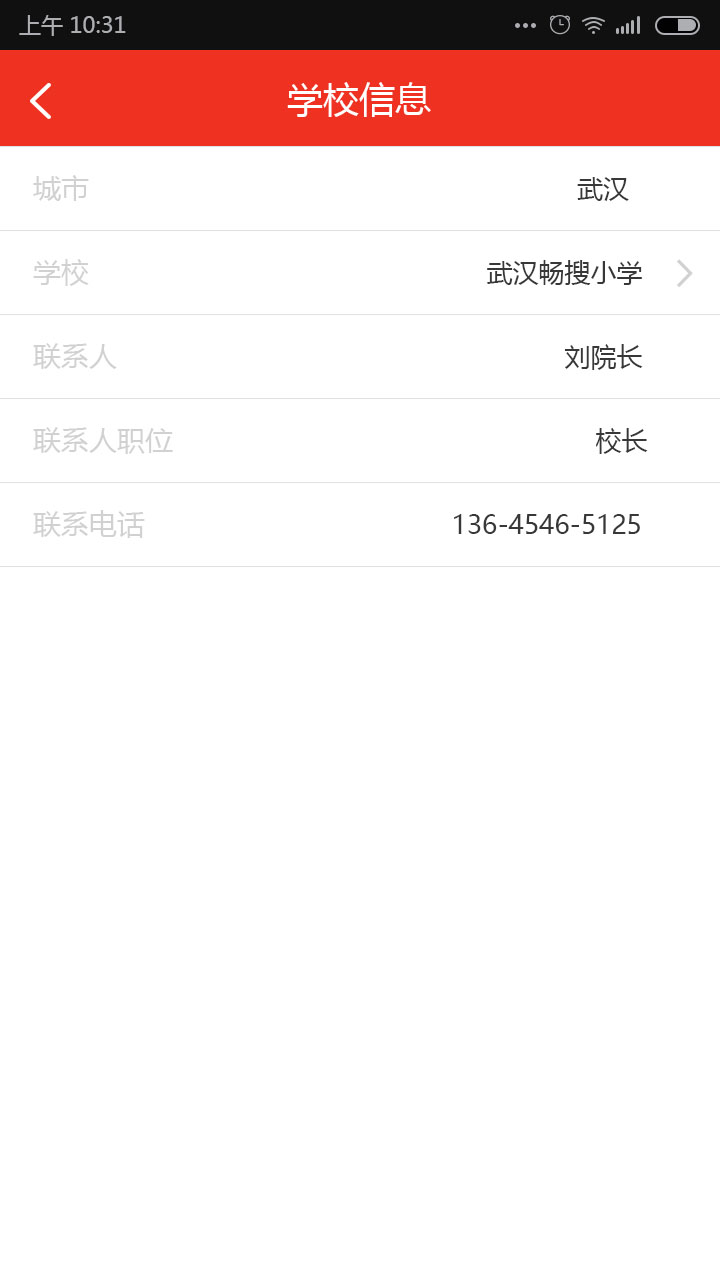 上午 10:31
学校信息
城市 武汉
学校 武汉畅搜小学
联系人 刘院长
联系人职位 校长
联系电话 136-4546-5125